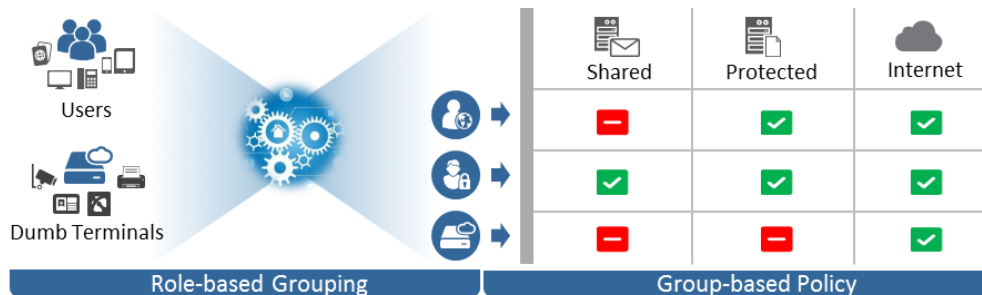 Users
Dumb Terminals
Shared
Protected
Internet
Role-based Grouping
Group-based Policy